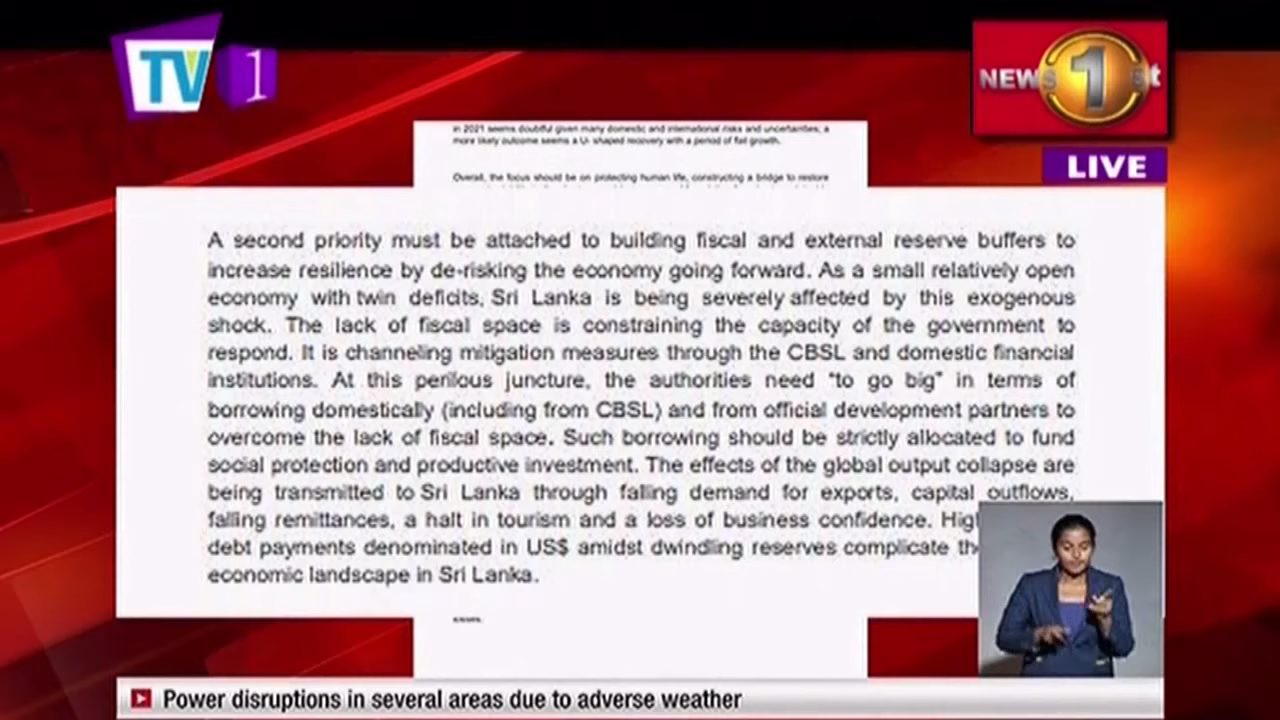 TV 1
NEWS 1st
LIVE
in 2021 seems doubtful given many domestic and international risks and uncertainties; a
more likely outcome seems a U- shaped recovery with a period of flat growth.
Overall, the focus should be on protecting human life, constructing a bridge to restore
A second priority must be attached to building fiscal and external reserve buffers to
increase resilience by de-risking the economy going forward. As a small relatively open
economy with twin deficits, Sri Lanka is being severely affected by this exogenous
shock. The lack of fiscal space is constraining the capacity of the government to
respond. It is channeling mitigation measures through the CBSL and domestic financial
institutions. At this perilous juncture, the authorities need "to go big" in terms of
borrowing domestically (including from CBSL) and from official development partners to
overcome the lack of fiscal space. Such borrowing should be strictly allocated to fund
social protection and productive investment. The effects of the global output collapse are
being transmitted to Sri Lanka through falling demand for exports, capital outflows,
falling remittances, a halt in tourism and a loss of business confidence.
debt payments denominated in US$ amidst dwindling reserves complicate
economic landscape in Sri Lanka.
Power disruptions in several areas due to adverse weather